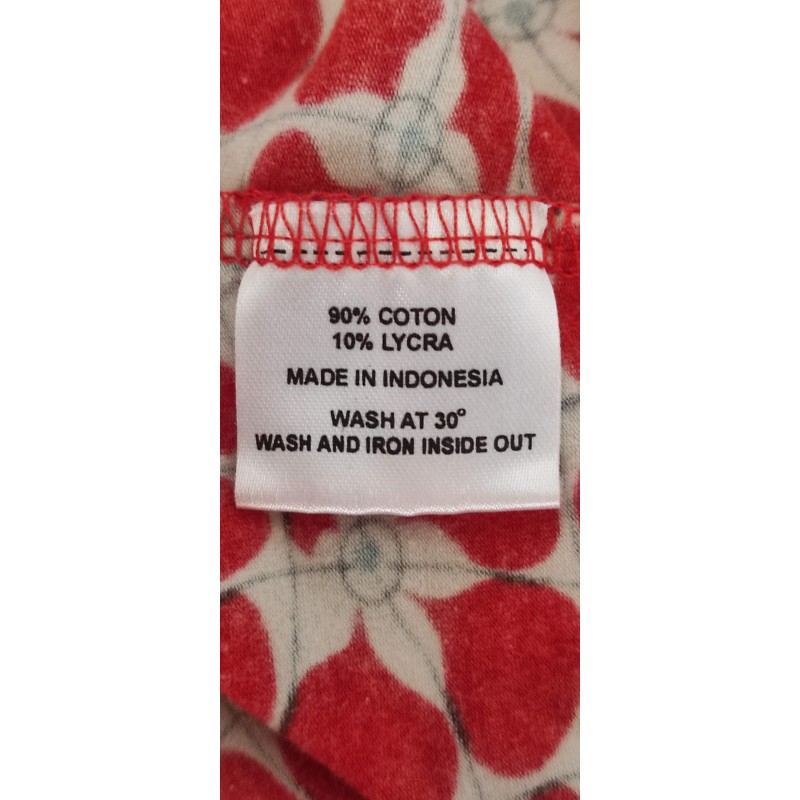 90% COTON
10% LYCRA
MADE IN INDONESIA
WASH AT 30°
WASH AND IRON INSIDE OUT